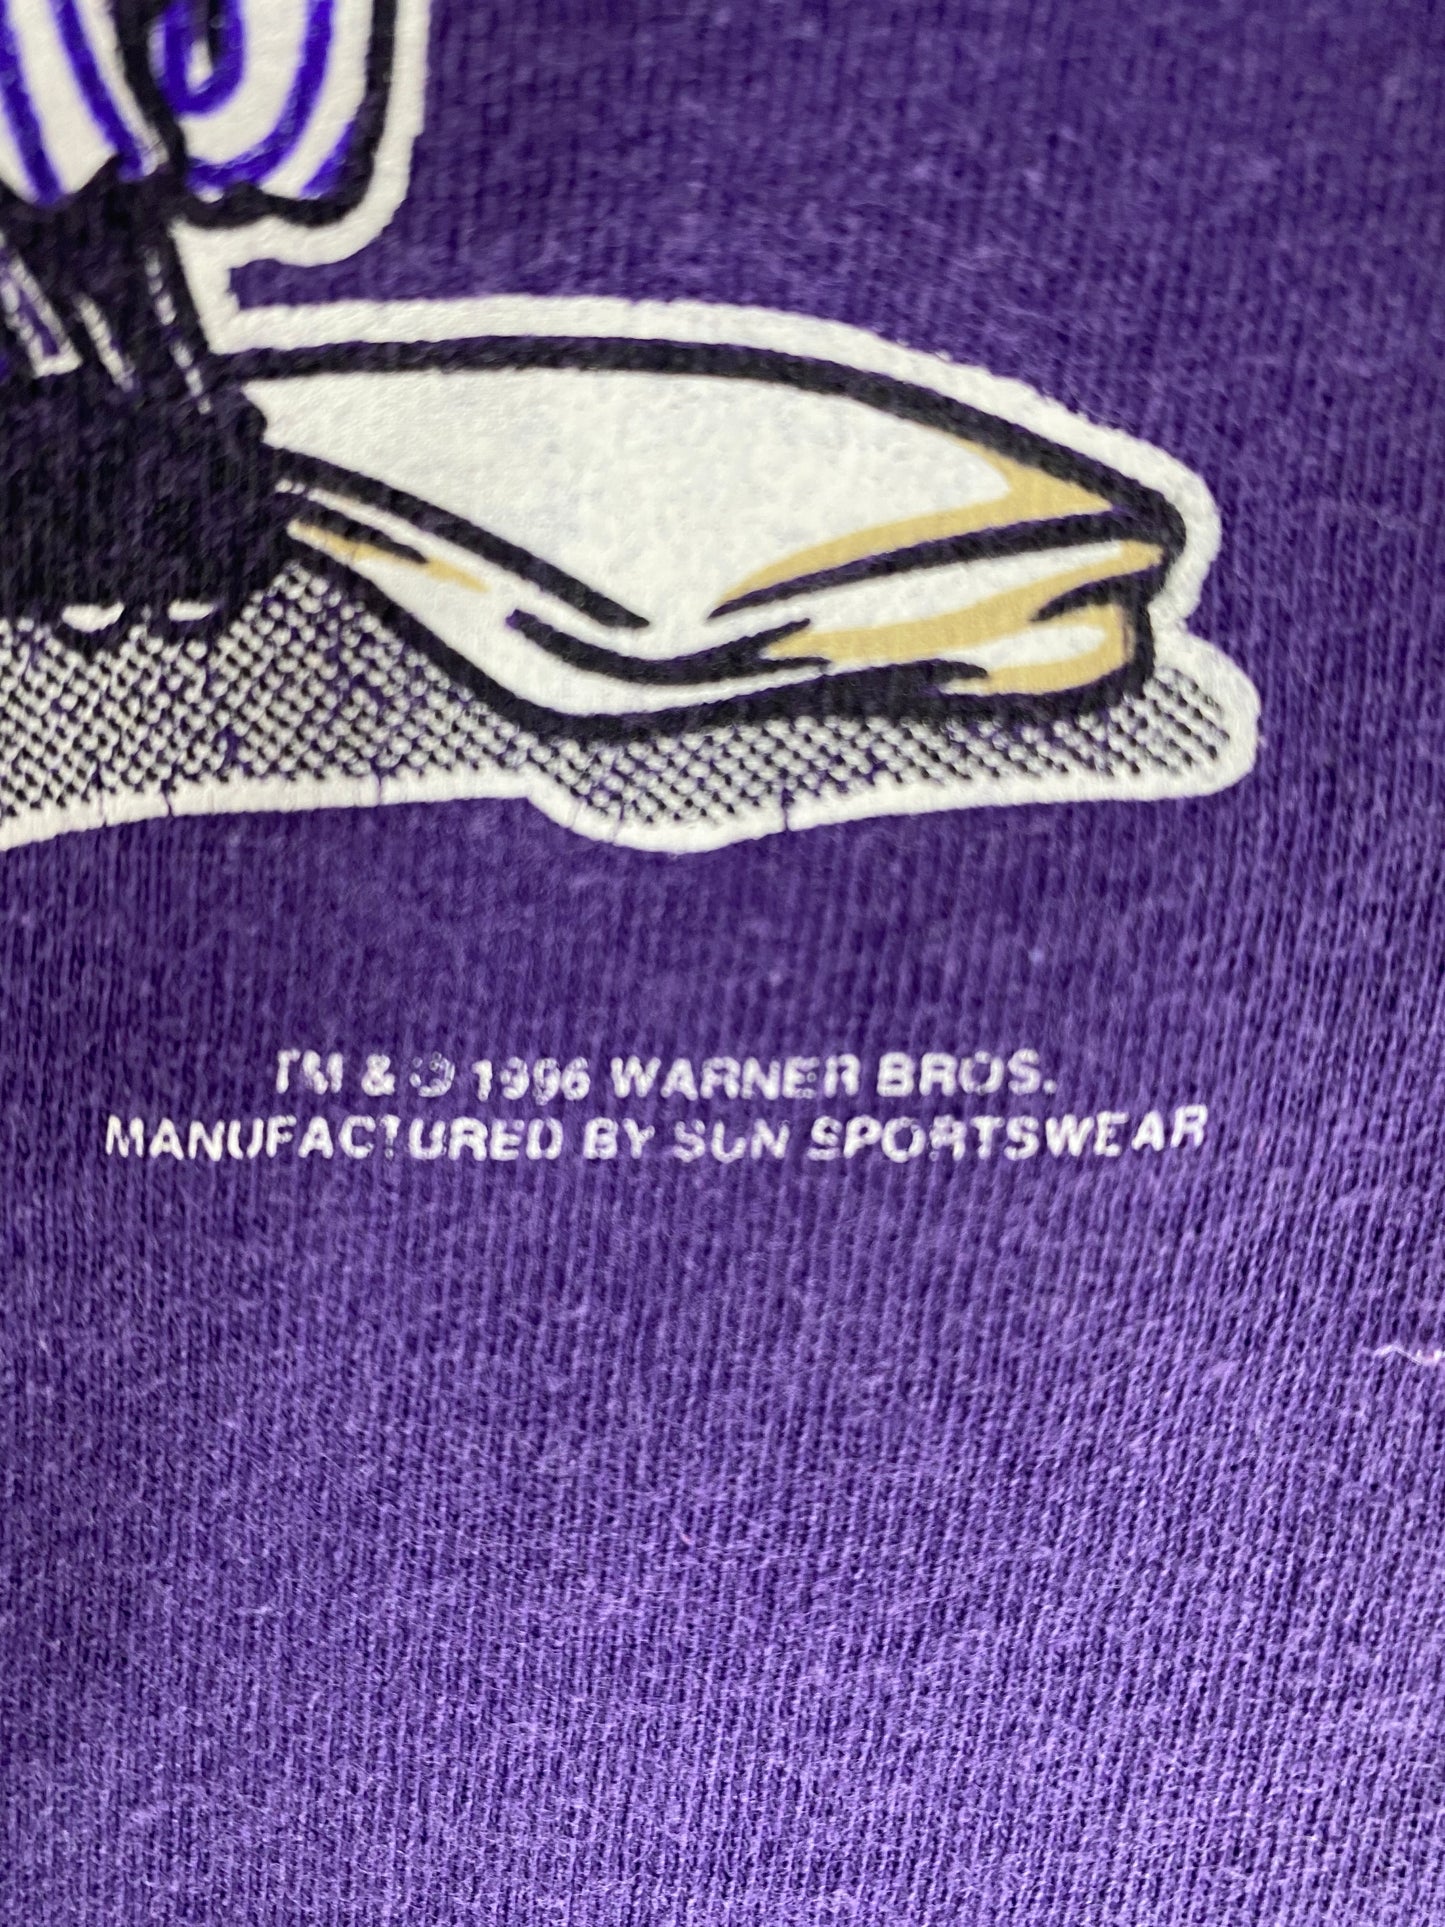 TM & © 1996 WARNER BROS.
MANUFACTURED BY SUN SPORTSWEAR